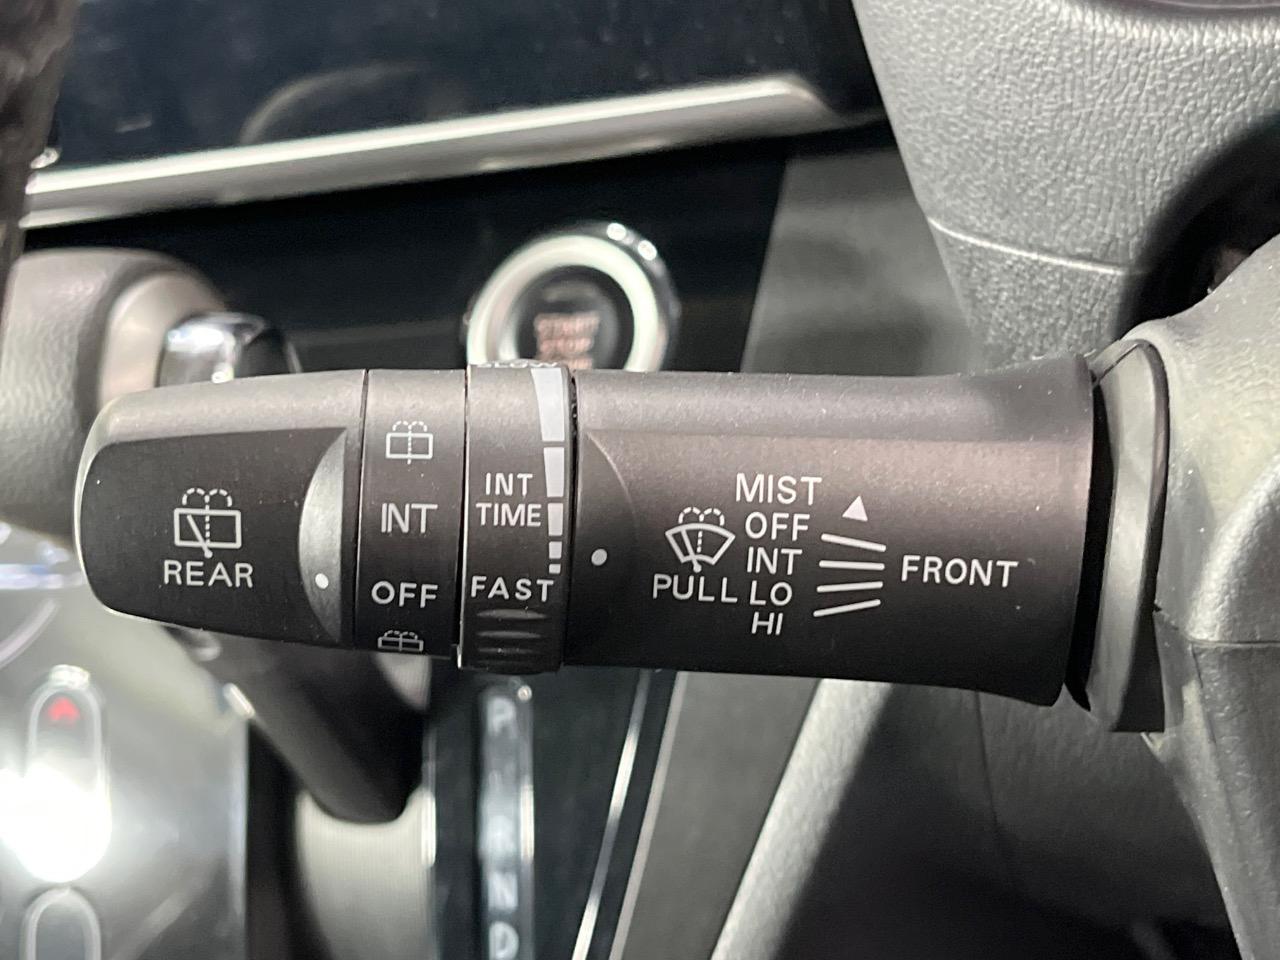 START
STOP
REAR
INT
OFF
INT
TIME
FAST
MIST
OFF
INT
LO
HI
PULL
FRONT
P
N
D